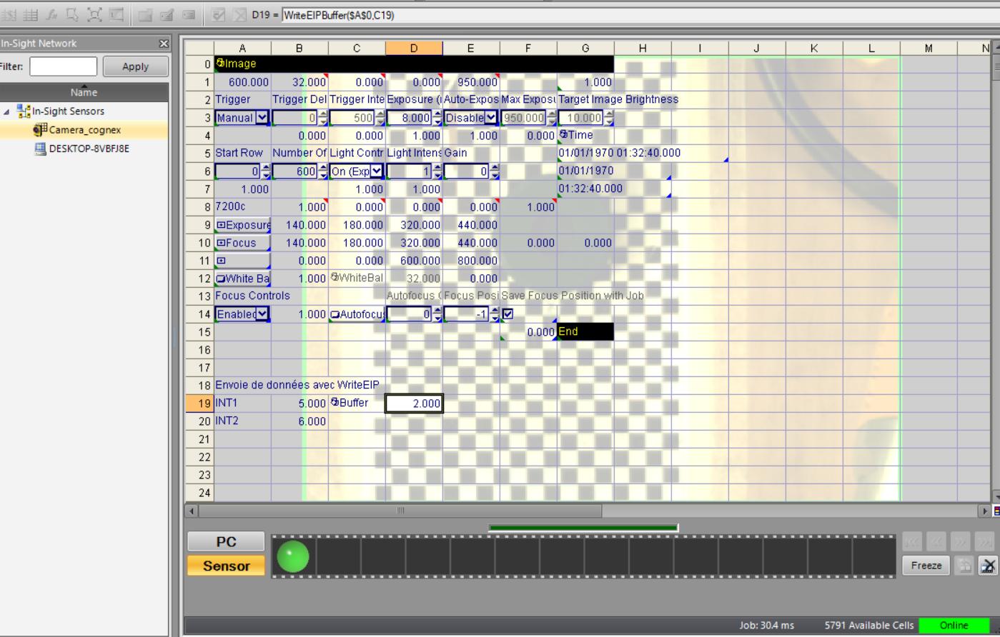 D19 = WriteEIPBuffer($A$0,C19)
In-Sight Network
Filter: Apply
Name
In-Sight Sensors
Camera_cognex
DESKTOP-8VBFJ8E
A B C D E F G H I J K L M N
0 Image
1 600.000 32.000 0.000 0.000 950.000 1.000
2 Trigger Trigger Del Trigger Inte Exposure (i Auto-Expos Max Exposu Target Image Brightness
3 Manual 0 500 8.000 Disable 950.000 10.000
4 0.000 0.000 1.000 1.000 0.000 Time
5 Start Row Number Of Light Contr Light Intens Gain 01/01/1970 01:32:40.000
6 0 600 On (Exp 1 0 01/01/1970
7 1.000 1.000 1.000 01:32:40.000
8 7200c 1.000 0.000 0.000 0.000 1.000
9 Exposure 140.000 180.000 320.000 440.000
10 Focus 140.000 180.000 320.000 440.000 0.000 0.000
11 0.000 0.000 600.000 800.000
12 White Ba 1.000 WhiteBal 32.000 0.000
13 Focus Controls Autofocus Focus Posi Save Focus Position with Job
14 Enabled 1.000 Autofocus 0 -1
15 0.000 End
16
17
18 Envoie de données avec WriteEIP
19 INT1 5.000 Buffer 2.000
20 INT2 6.000
21
22
23
24
PC
Sensor
Freeze
Job: 30.4 ms 5791 Available Cells Online